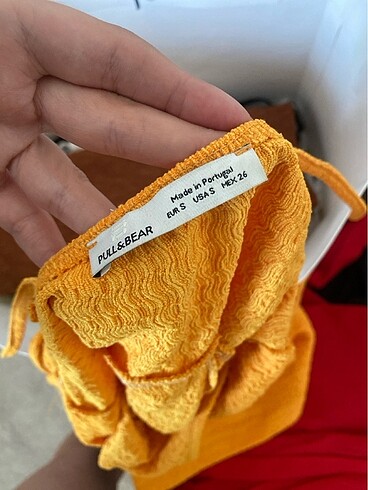 PULL&BEAR
Made in Portugal
EUR S USA S MEX 26